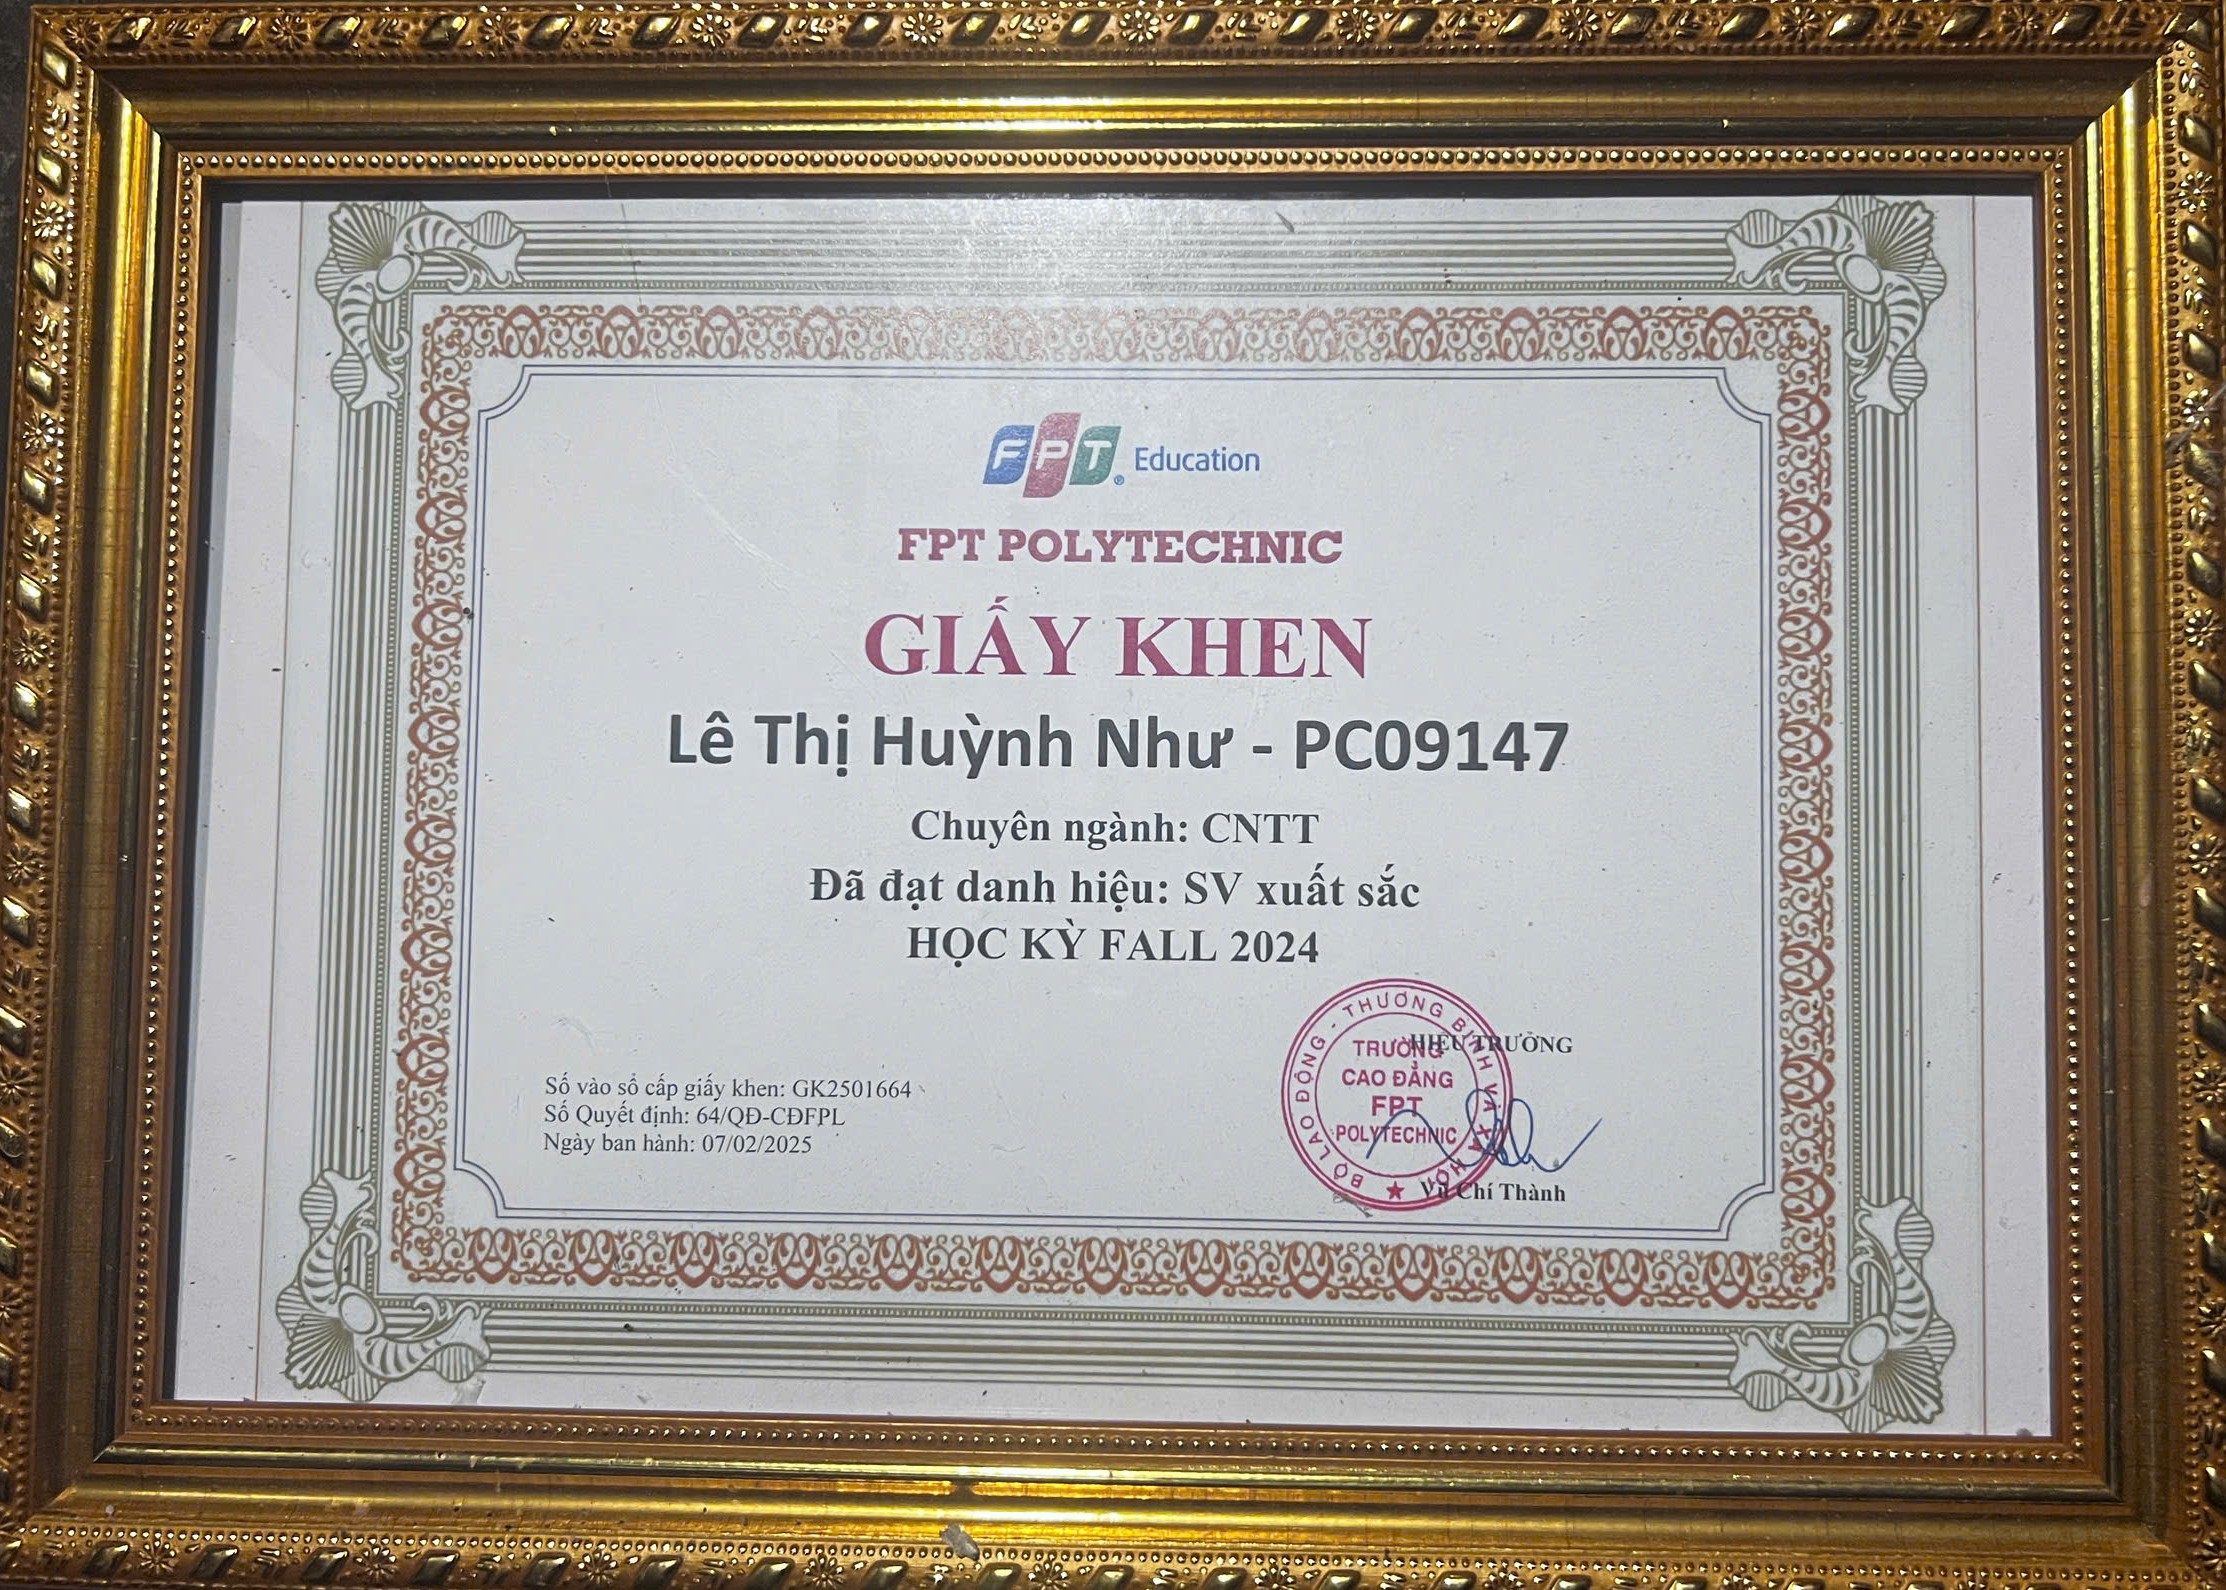 FPT Education
FPT POLYTECHNIC
GIẤY KHEN
Lê Thị Huỳnh Như - PC09147
Chuyên ngành: CNTT
Đã đạt danh hiệu: SV xuất sắc
HỌC KỲ FALL 2024
HIỆU TRƯỞNG
BỘ LAO ĐỘNG - THƯƠNG BINH VÀ XÃ HỘI
TRƯỜNG
CAO ĐẲNG
FPT
POLYTECHNIC
Vũ Chí Thành
Số vào sổ cấp giấy khen: GK2501664
Số Quyết định: 64/QĐ-CĐFPL
Ngày ban hành: 07/02/2025